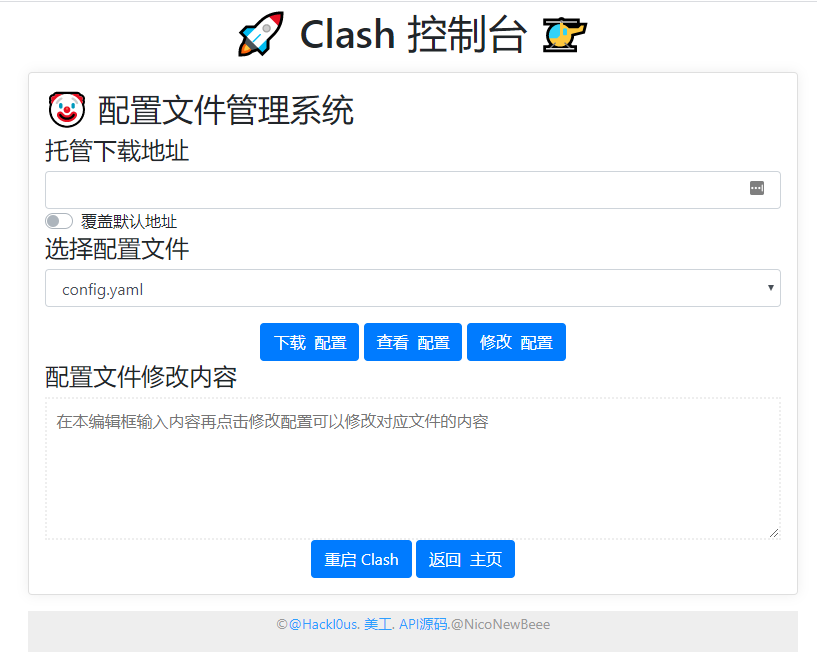 Clash 控制台
配置文件管理系统
托管下载地址
覆盖默认地址
选择配置文件
config.yaml
下载 配置 查看 配置 修改 配置
配置文件修改内容
在本编辑框输入内容再点击修改配置可以修改对应文件的内容
重启 Clash 返回 主页
©@Hackl0us. 美工. API源码.@NicoNewBeee